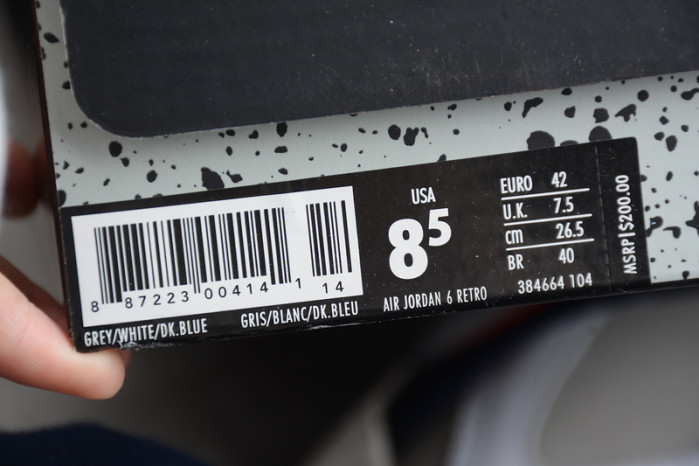 8 87223 00414 1 14
GREY/WHITE/DK.BLUE GRIS/BLANC/DK.BLEU
USA
8⁵
AIR JORDAN 6 RETRO
EURO 42
U.K. 7.5
cm 26.5
BR 40
384664 104
MSRP|$200.00